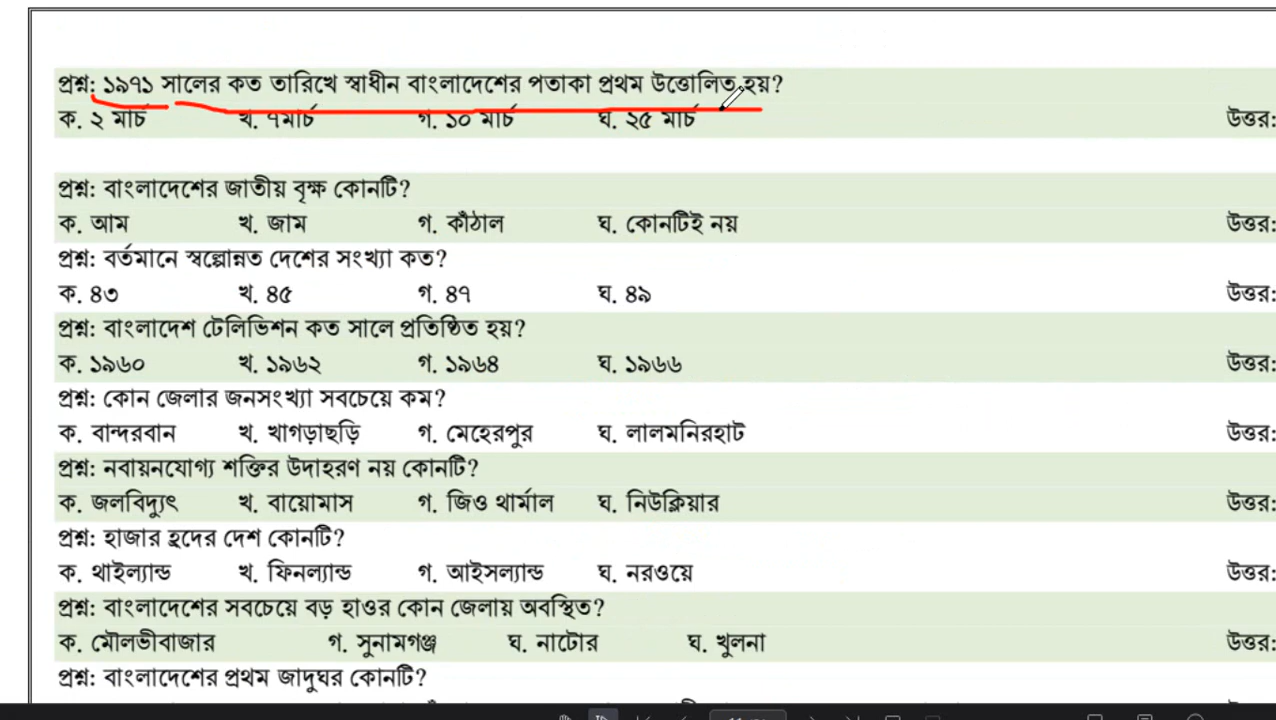 প্রশ্ন: ১৯৭১ সালের কত তারিখে স্বাধীন বাংলাদেশের পতাকা প্রথম উত্তোলিত হয়?
ক. ২ মার্চ খ. ৭মার্চ গ. ১০ মার্চ ঘ. ২৫ মার্চ উত্তর:
প্রশ্ন: বাংলাদেশের জাতীয় বৃক্ষ কোনটি?
ক. আম খ. জাম গ. কাঁঠাল ঘ. কোনটিই নয় উত্তর:
প্রশ্ন: বর্তমানে স্বল্পোন্নত দেশের সংখ্যা কত?
ক. ৪৩ খ. ৪৫ গ. ৪৭ ঘ. ৪৯ উত্তর:
প্রশ্ন: বাংলাদেশ টেলিভিশন কত সালে প্রতিষ্ঠিত হয়?
ক. ১৯৬০ খ. ১৯৬২ গ. ১৯৬৪ ঘ. ১৯৬৬ উত্তর:
প্রশ্ন: কোন জেলার জনসংখ্যা সবচেয়ে কম?
ক. বান্দরবান খ. খাগড়াছড়ি গ. মেহেরপুর ঘ. লালমনিরহাট উত্তর:
প্রশ্ন: নবায়নযোগ্য শক্তির উদাহরণ নয় কোনটি?
ক. জলবিদ্যুৎ খ. বায়োমাস গ. জিও থার্মাল ঘ. নিউক্লিয়ার উত্তর:
প্রশ্ন: হাজার হ্রদের দেশ কোনটি?
ক. থাইল্যান্ড খ. ফিনল্যান্ড গ. আইসল্যান্ড ঘ. নরওয়ে উত্তর:
প্রশ্ন: বাংলাদেশের সবচেয়ে বড় হাওর কোন জেলায় অবস্থিত?
ক. মৌলভীবাজার গ. সুনামগঞ্জ ঘ. নাটোর ঘ. খুলনা উত্তর:
প্রশ্ন: বাংলাদেশের প্রথম জাদুঘর কোনটি?